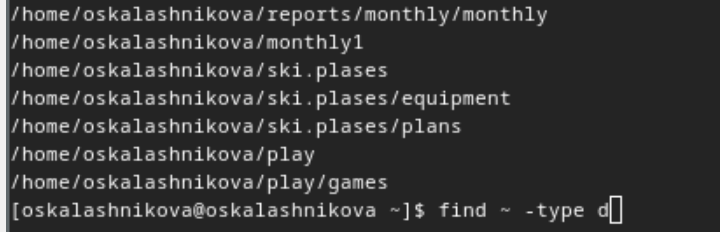 /home/oskalashnikova/reports/monthly/monthly
/home/oskalashnikova/monthly1
/home/oskalashnikova/ski.plases
/home/oskalashnikova/ski.plases/equipment
/home/oskalashnikova/ski.plases/plans
/home/oskalashnikova/play
/home/oskalashnikova/play/games
[oskalashnikova@oskalashnikova ~]$ find ~ -type d